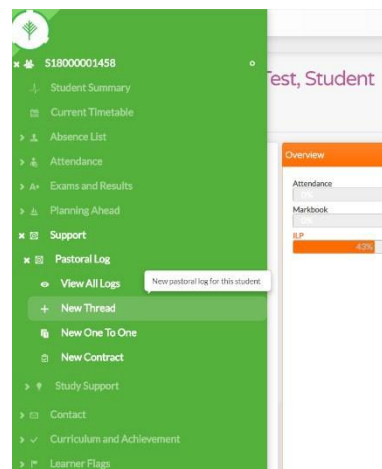 S18000001458
Student Summary
Current Timetable
Absence List
Attendance
A+ Exams and Results
Planning Ahead
Support
Pastoral Log
View All Logs
New pastoral log for this student
New Thread
New One To One
New Contract
Study Support
Contact
Curriculum and Achievement
Learner Flags
Test, Student
Overview
Attendance
0%
Markbook
0%
ILP
43%